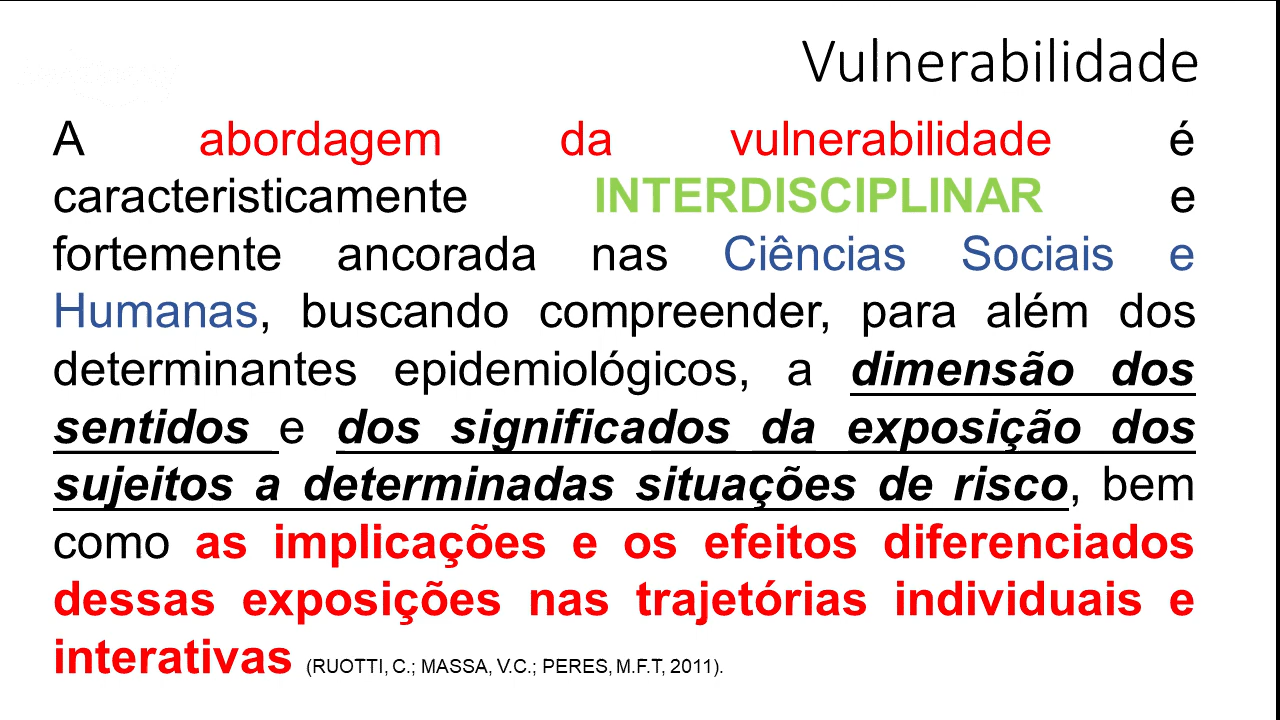 Vulnerabilidade
A abordagem da vulnerabilidade é
caracteristicamente INTERDISCIPLINAR e
fortemente ancorada nas Ciências Sociais e
Humanas, buscando compreender, para além dos
determinantes epidemiológicos, a dimensão dos
sentidos e dos significados da exposição dos
sujeitos a determinadas situações de risco, bem
como as implicações e os efeitos diferenciados
dessas exposições nas trajetórias individuais e
interativas (RUOTTI, C.; MASSA, V.C.; PERES, M.F.T, 2011).